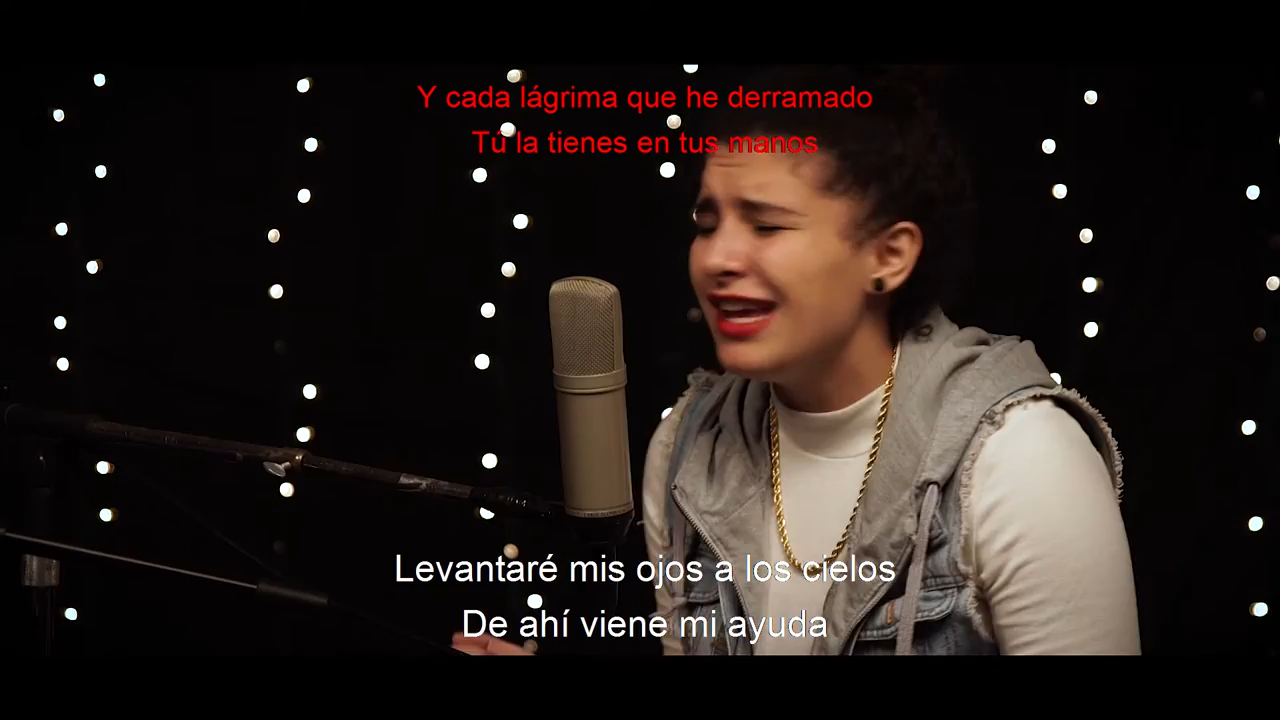 Y cada lágrima que he derramado
Tú la tienes en tus manos
Levantaré mis ojos a los cielos
De ahí viene mi ayuda